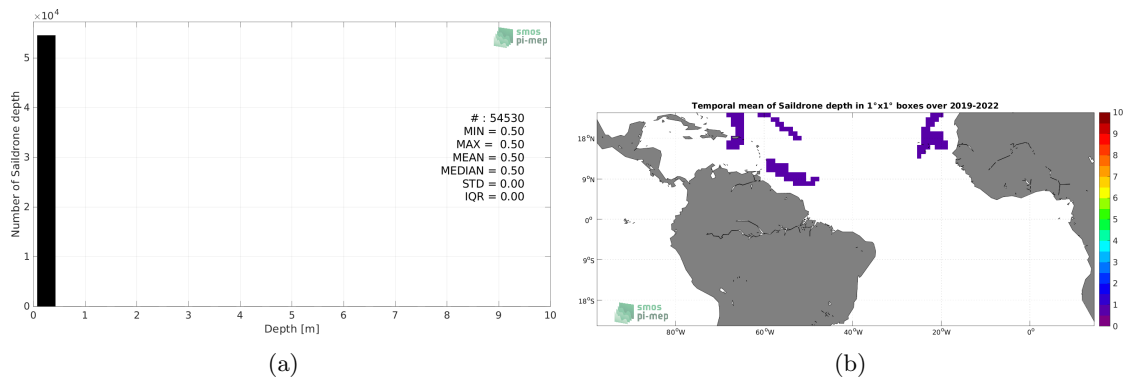 ×10⁴
5
4
3
2
1
0
Number of Saildrone depth
smos
pi-mep
# : 54530
MIN = 0.50
MAX = 0.50
MEAN = 0.50
MEDIAN = 0.50
STD = 0.00
IQR = 0.00
0 1 2 3 4 5 6 7 8 9 10
Depth [m]
(a)
Temporal mean of Saildrone depth in 1°x1° boxes over 2019-2022
18°N
9°N
0°
9°S
18°S
80°W 60°W 40°W 20°W 0°
smos
pi-mep
10
9
8
7
6
5
4
3
2
1
0
(b)